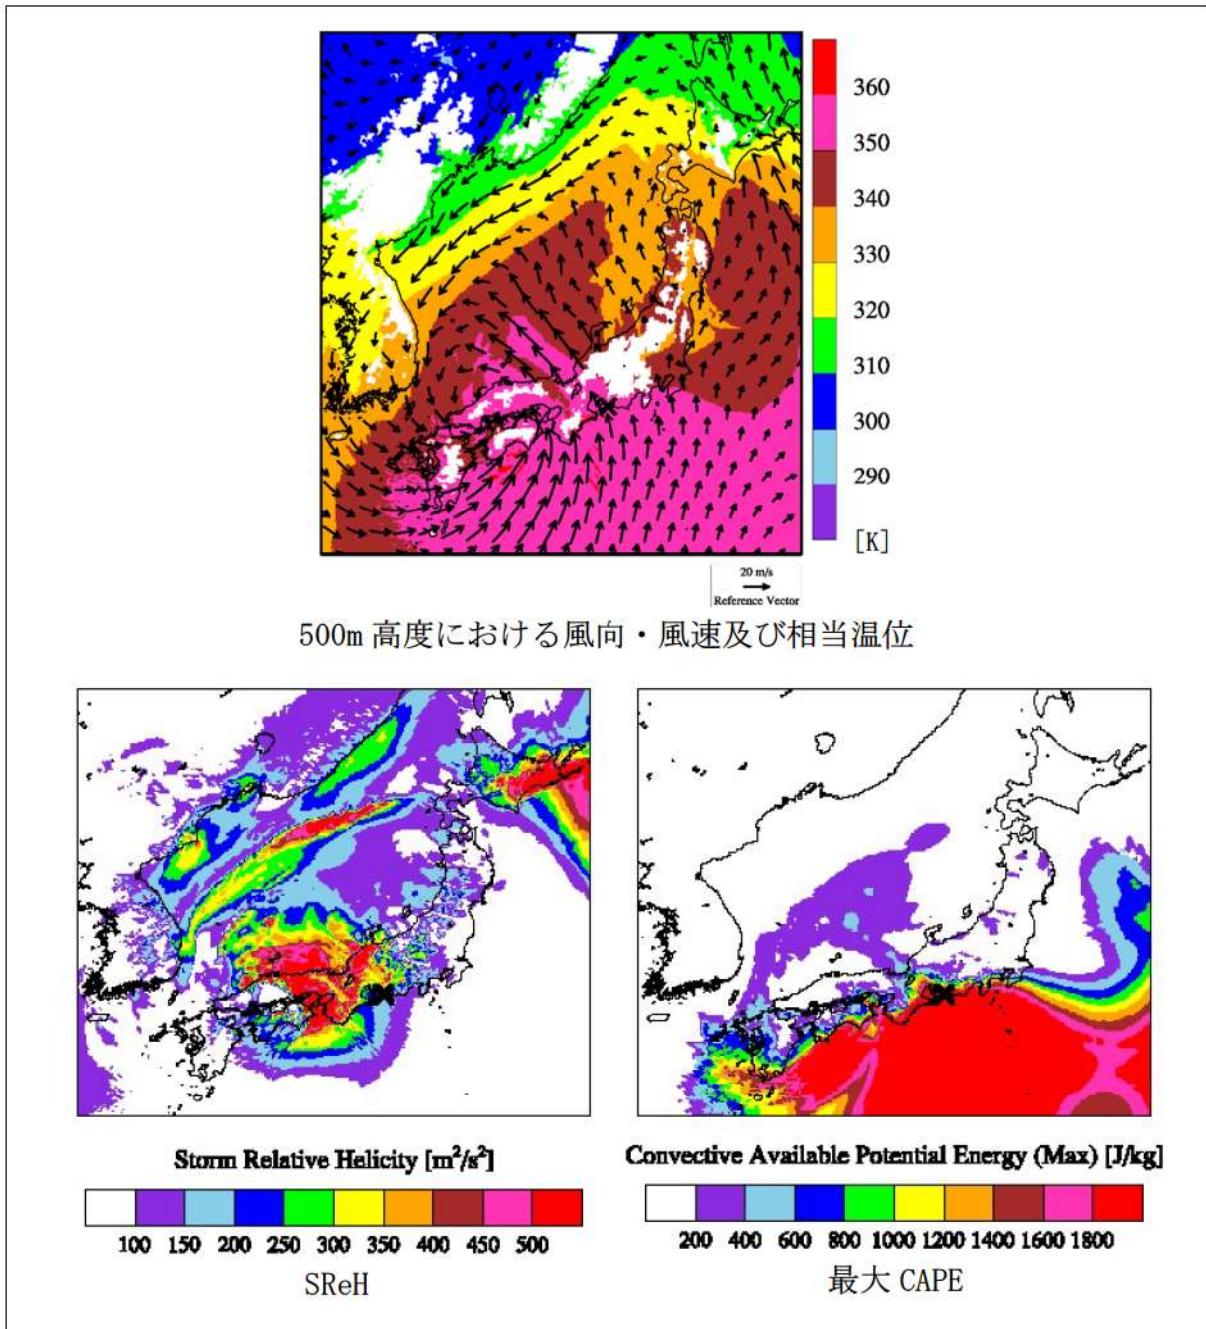 360
350
340
330
320
310
300
290
[K]
20 m/s
Reference Vector
500m 高度における風向・風速及び相当温位
Storm Relative Helicity [m²/s²]
100 150 200 250 300 350 400 450 500
SReH
Convective Available Potential Energy (Max) [J/kg]
200 400 600 800 1000 1200 1400 1600 1800
最大 CAPE